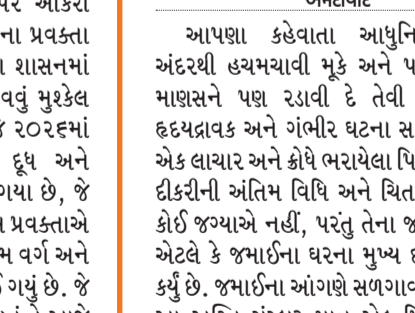 ના પ્રવક્તા
શાસનમાં
વવું મુશ્કેલ
૨૦૨૬માં
દૂધ અને
ગયા છે, જે
પ્રવક્તાએ
વર્ગ અને
ગયું છે. જે
આપણા કહેવાતા આધુનિ
અંદરથી હચમચાવી મૂકે અને પ
માણસને પણ રડાવી દે તેવી
હૃદયદ્રાવક અને ગંભીર ઘટના સ
એક લાચાર અને ક્રોધે ભરાયેલા પિ
દીકરીની અંતિમ વિધિ અને ચિત
કોઈ જગ્યાએ નહીં, પરંતુ તેના
એટલે કે જમાઈના ઘરના મુખ્ય
કર્યું છે. જમાઈના આંગણે સળગાવ